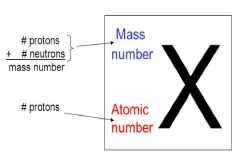 # protons
+ # neutrons
mass number
# protons
Mass
number
Atomic
number
X